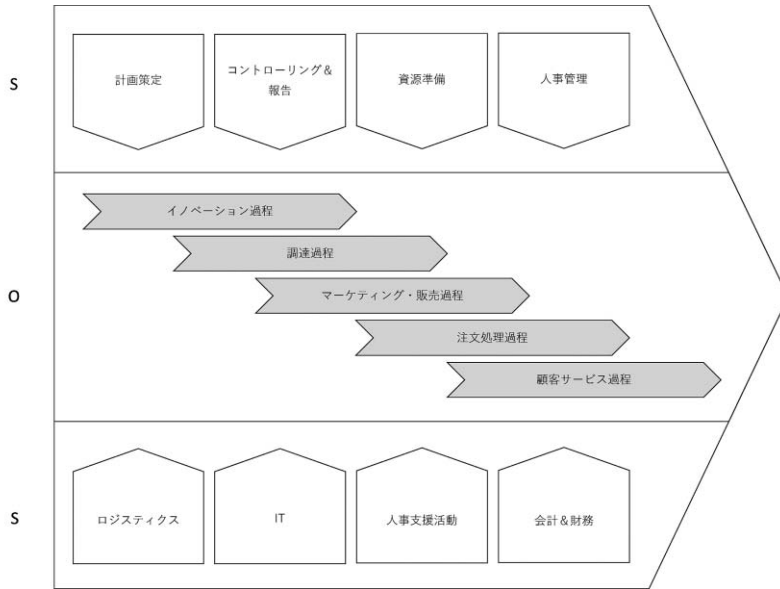 S
計画策定
コントローリング＆
報告
資源準備
人事管理
O
イノベーション過程
調達過程
マーケティング・販売過程
注文処理過程
顧客サービス過程
S
ロジスティクス
IT
人事支援活動
会計＆財務